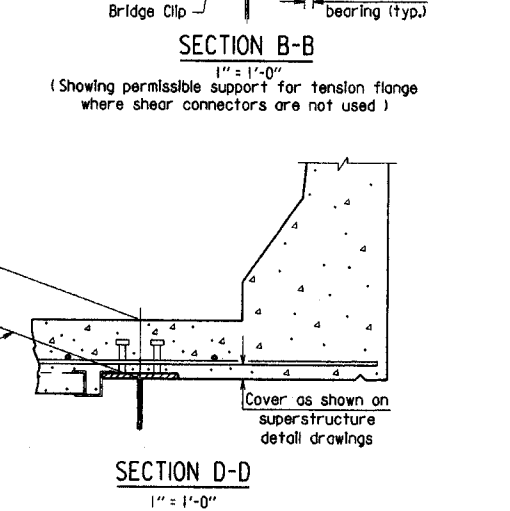 Bridge Clip
bearing (typ.)
SECTION B-B
1" = 1'-0"
(Showing permissible support for tension flange
where shear connectors are not used)
Cover as shown on
superstructure
detail drawings
SECTION D-D
1" = 1'-0"